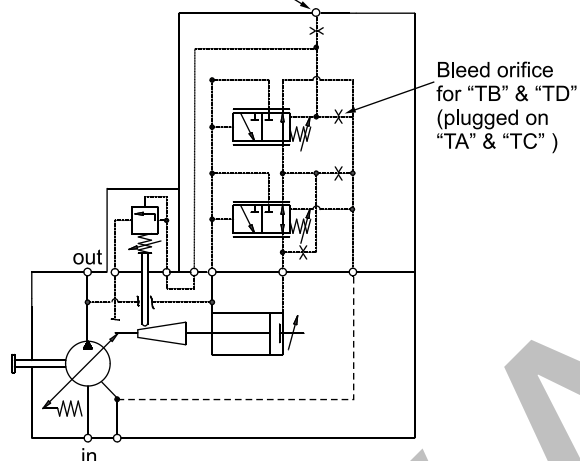 Bleed orifice
for “TB” & “TD”
(plugged on
“TA” & “TC” )
out
in